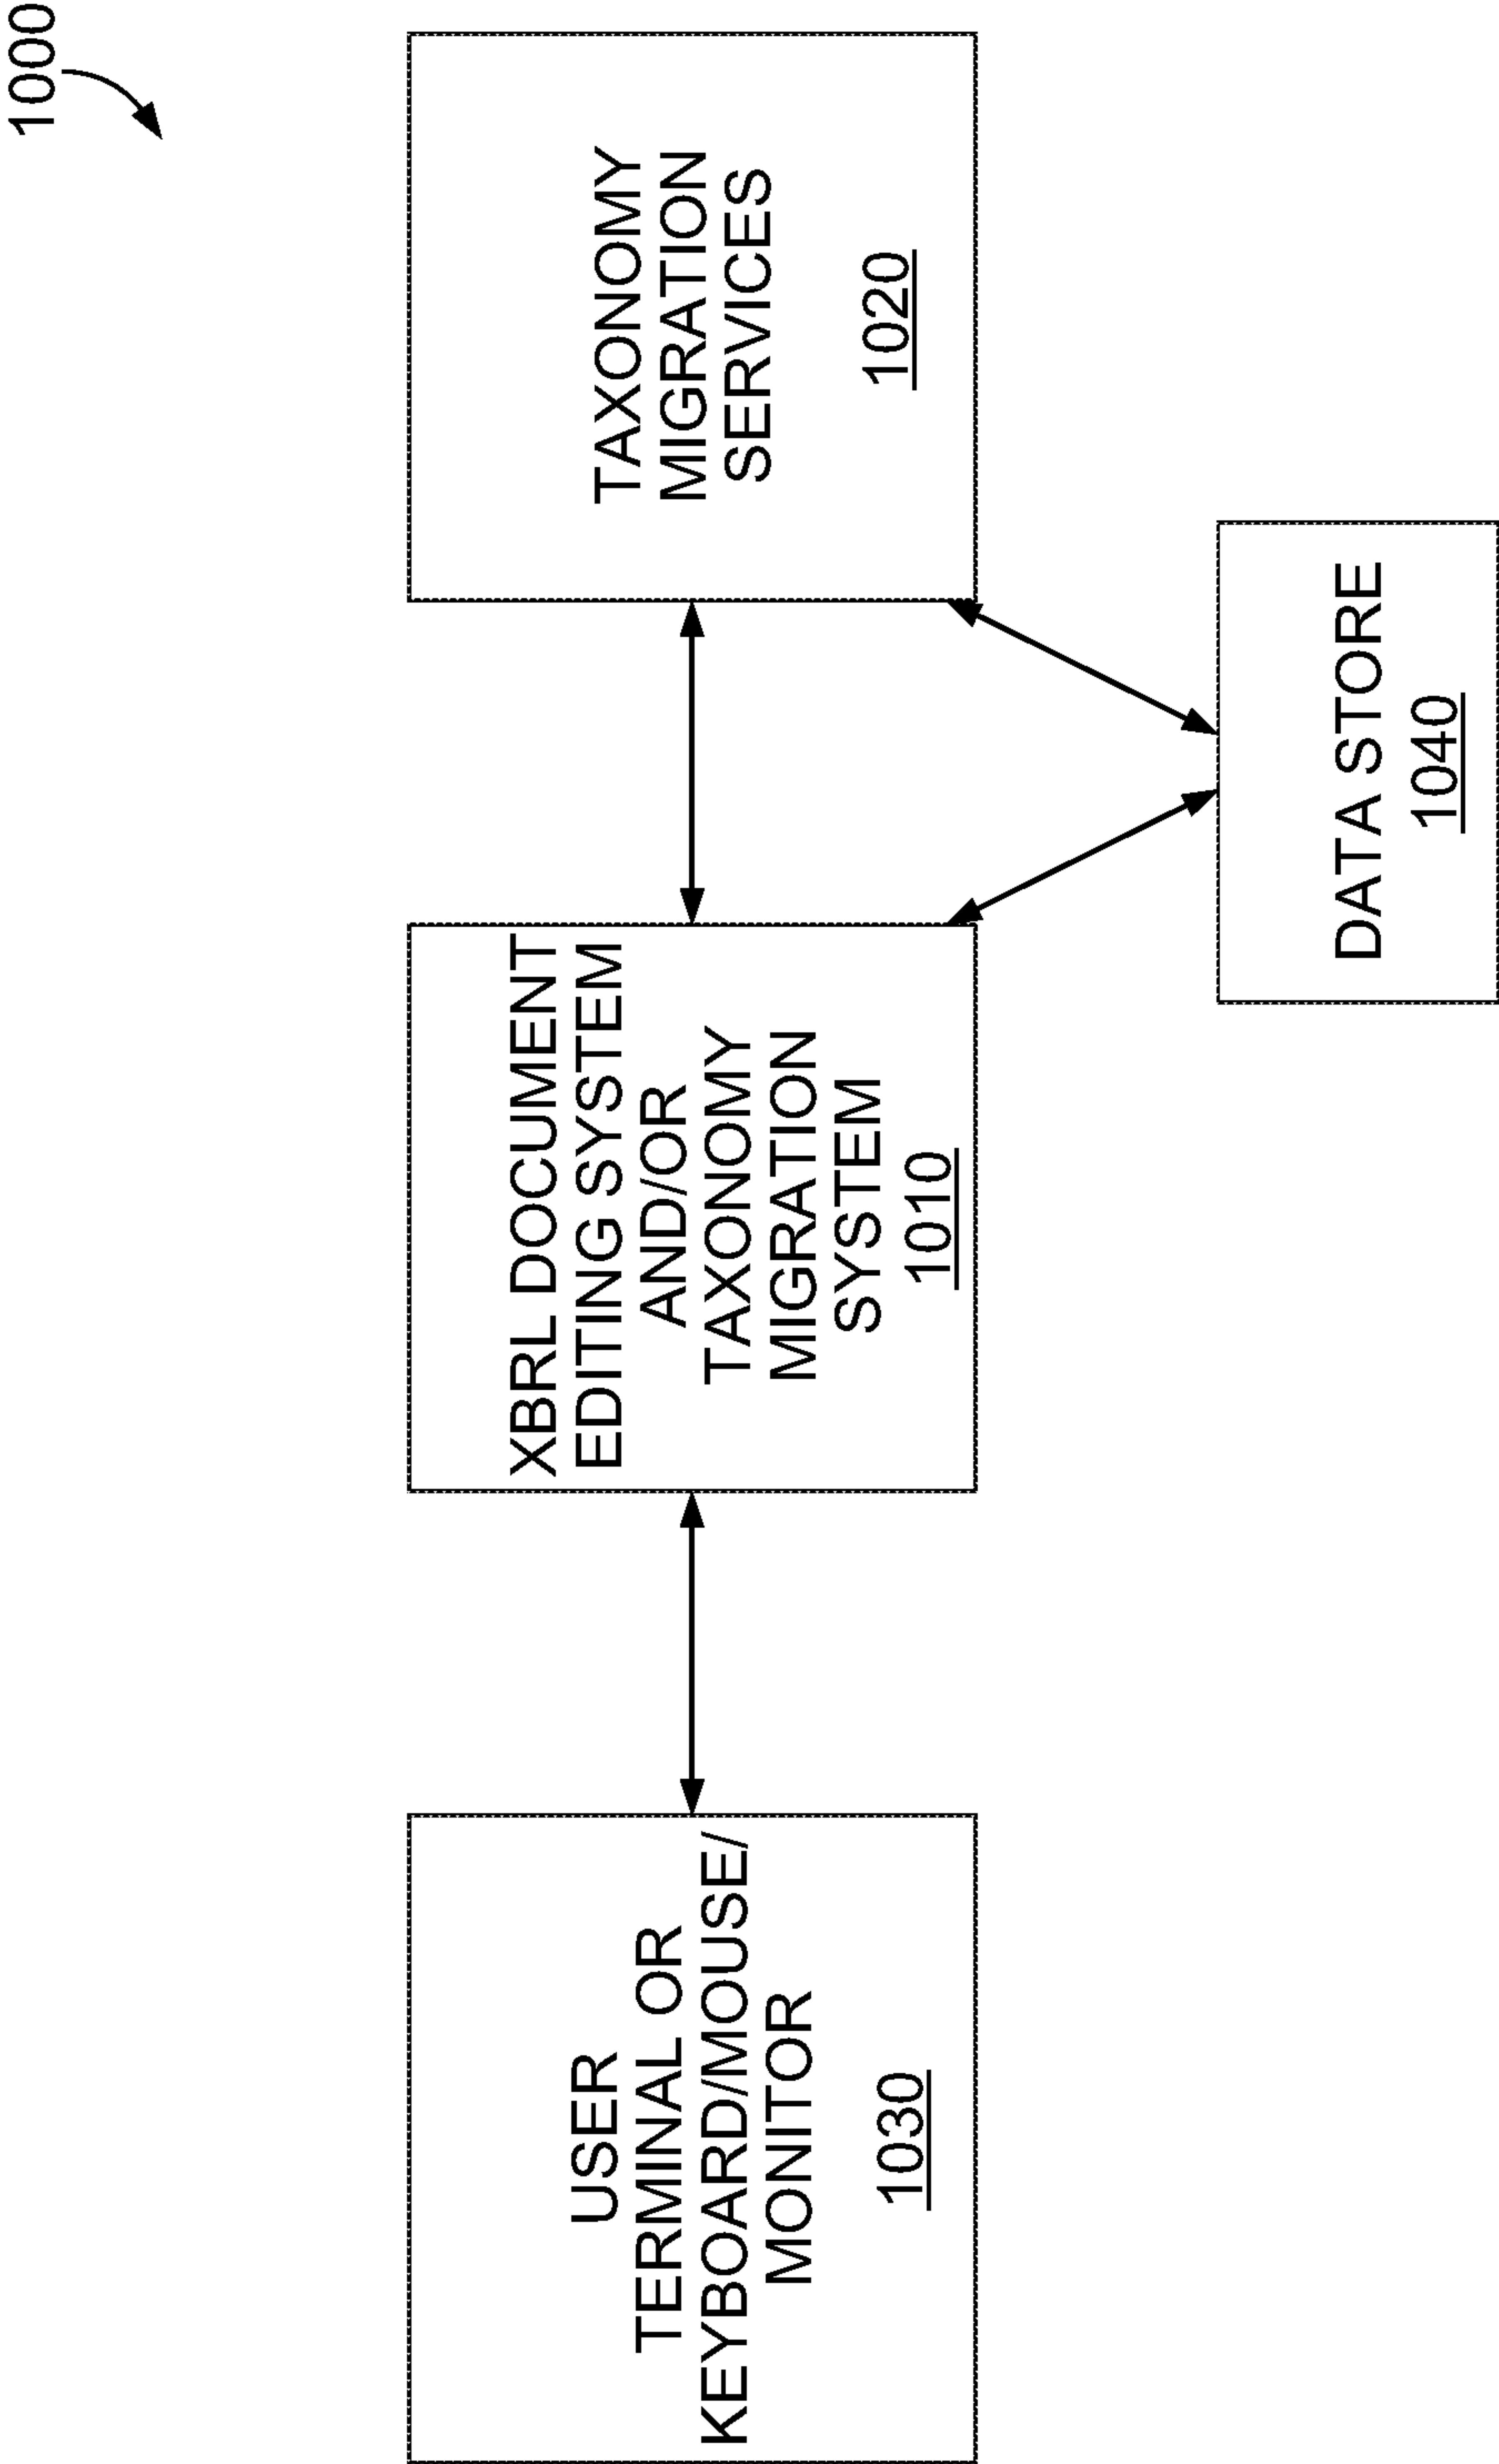 1000
USER
TERMINAL OR
KEYBOARD/MOUSE/
MONITOR
1030
XBRL DOCUMENT
EDITING SYSTEM
AND/OR
TAXONOMY
MIGRATION
SYSTEM
1010
TAXONOMY
MIGRATION
SERVICES
1020
DATA STORE
1040